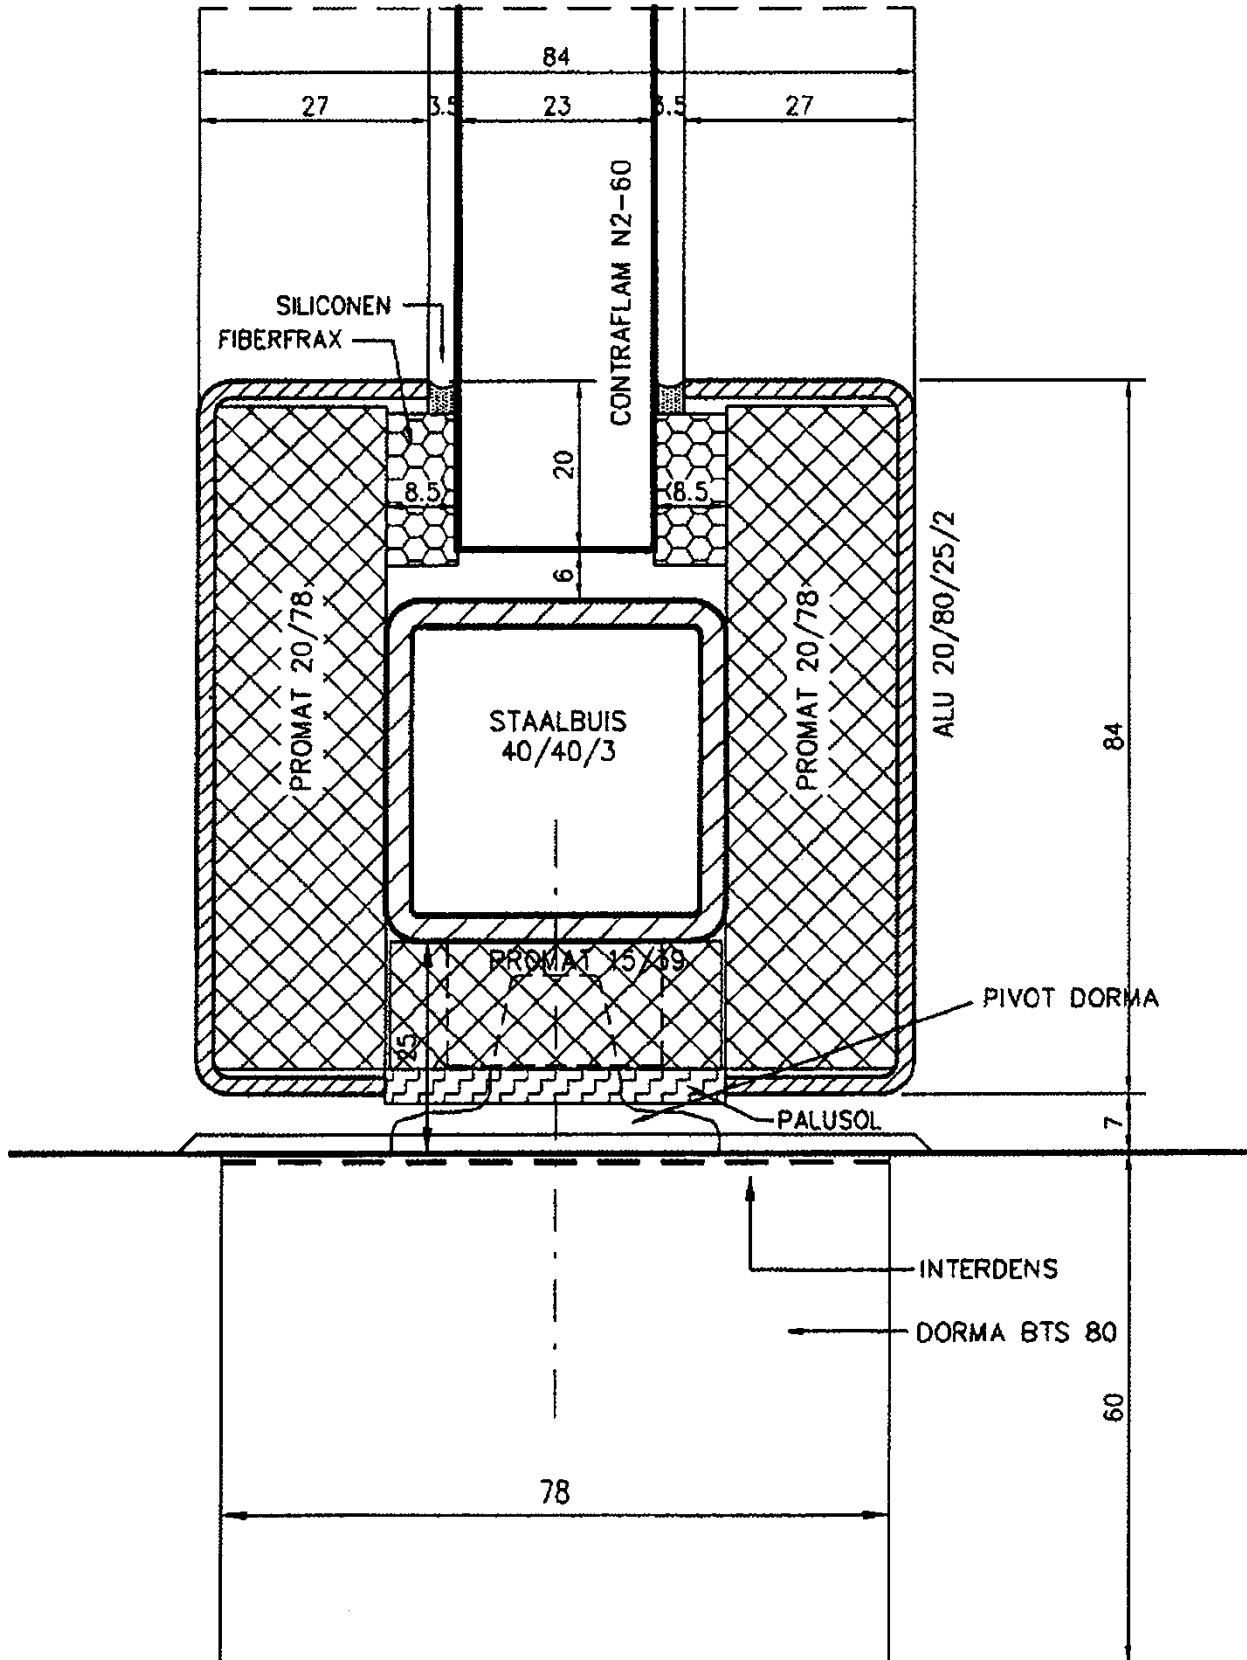 84
27
3.5
23
3.5
27
CONTRAFLAM N2-60
SILICONEN
FIBERFRAX
20
8.5
8.5
6
ALU 20/80/25/2
PROMAT 20/78
PROMAT 20/78
STAALBUIS
40/40/3
84
PROMAT 15/39
PIVOT DORMA
25
PALUSOL
7
INTERDENS
DORMA BTS 80
60
78